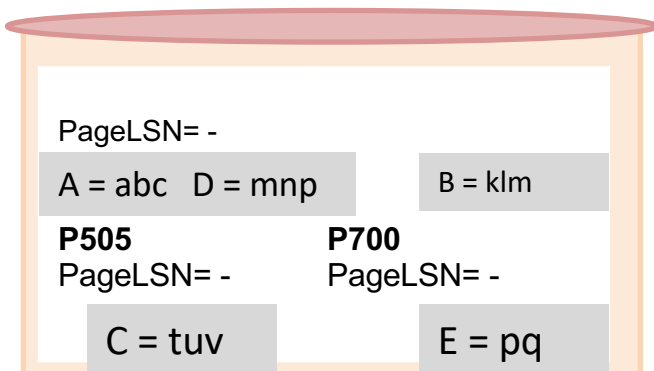 PageLSN= -
A = abc D = mnp B = klm
P505 P700
PageLSN= - PageLSN= -
C = tuv E = pq